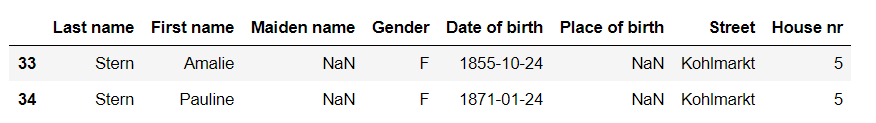 Last name First name Maiden name Gender Date of birth Place of birth Street House nr
33 Stern Amalie NaN F 1855-10-24 NaN Kohlmarkt 5
34 Stern Pauline NaN F 1871-01-24 NaN Kohlmarkt 5